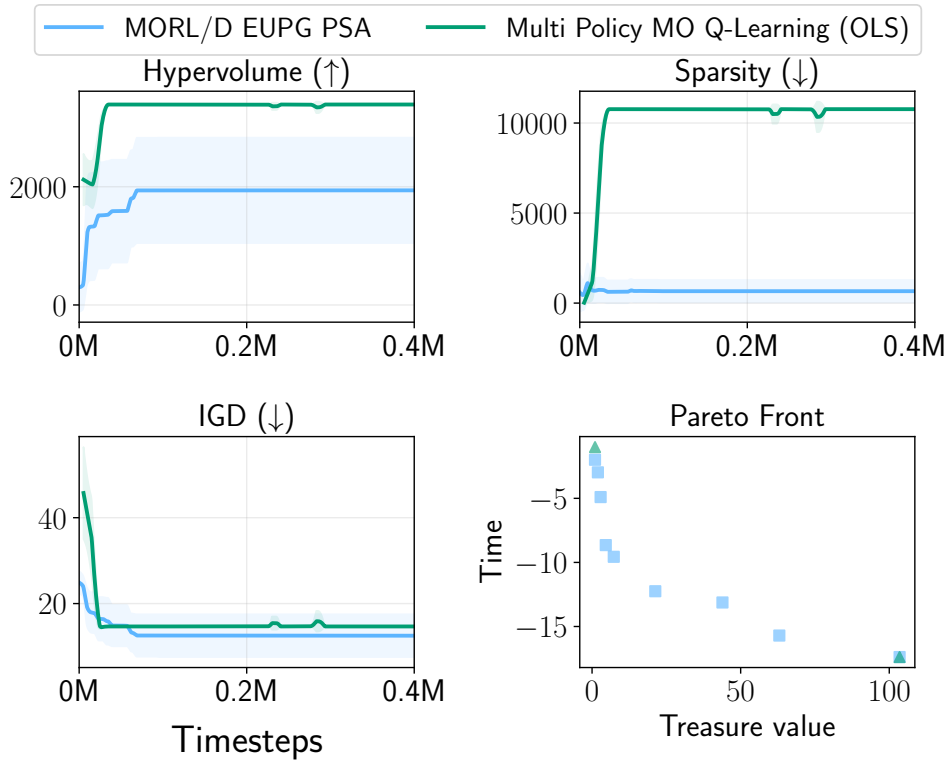 MORL/D EUPG PSA
Multi Policy MO Q-Learning (OLS)
Hypervolume (↑)
2000
0
0M
0.2M
0.4M
Sparsity (↓)
10000
5000
0
0M
0.2M
0.4M
IGD (↓)
40
20
0M
0.2M
0.4M
Timesteps
Pareto Front
Time
−5
−10
−15
0
50
100
Treasure value